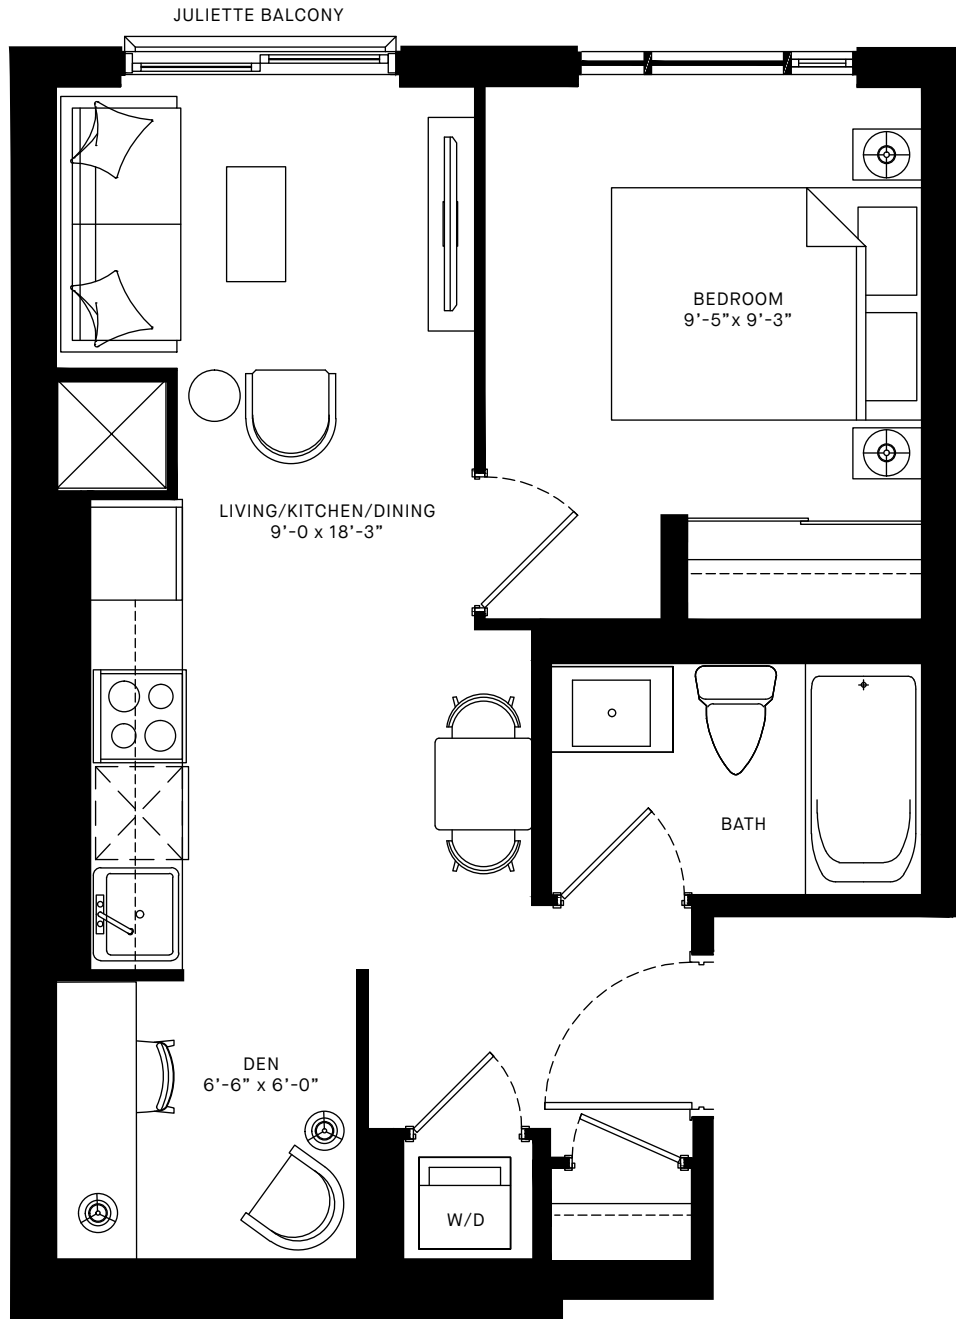 JULIETTE BALCONY
BEDROOM
9’-5”x 9’-3”
LIVING/KITCHEN/DINING
9’-0 x 18’-3”
BATH
DEN
6’-6” x 6’-0”
W/D